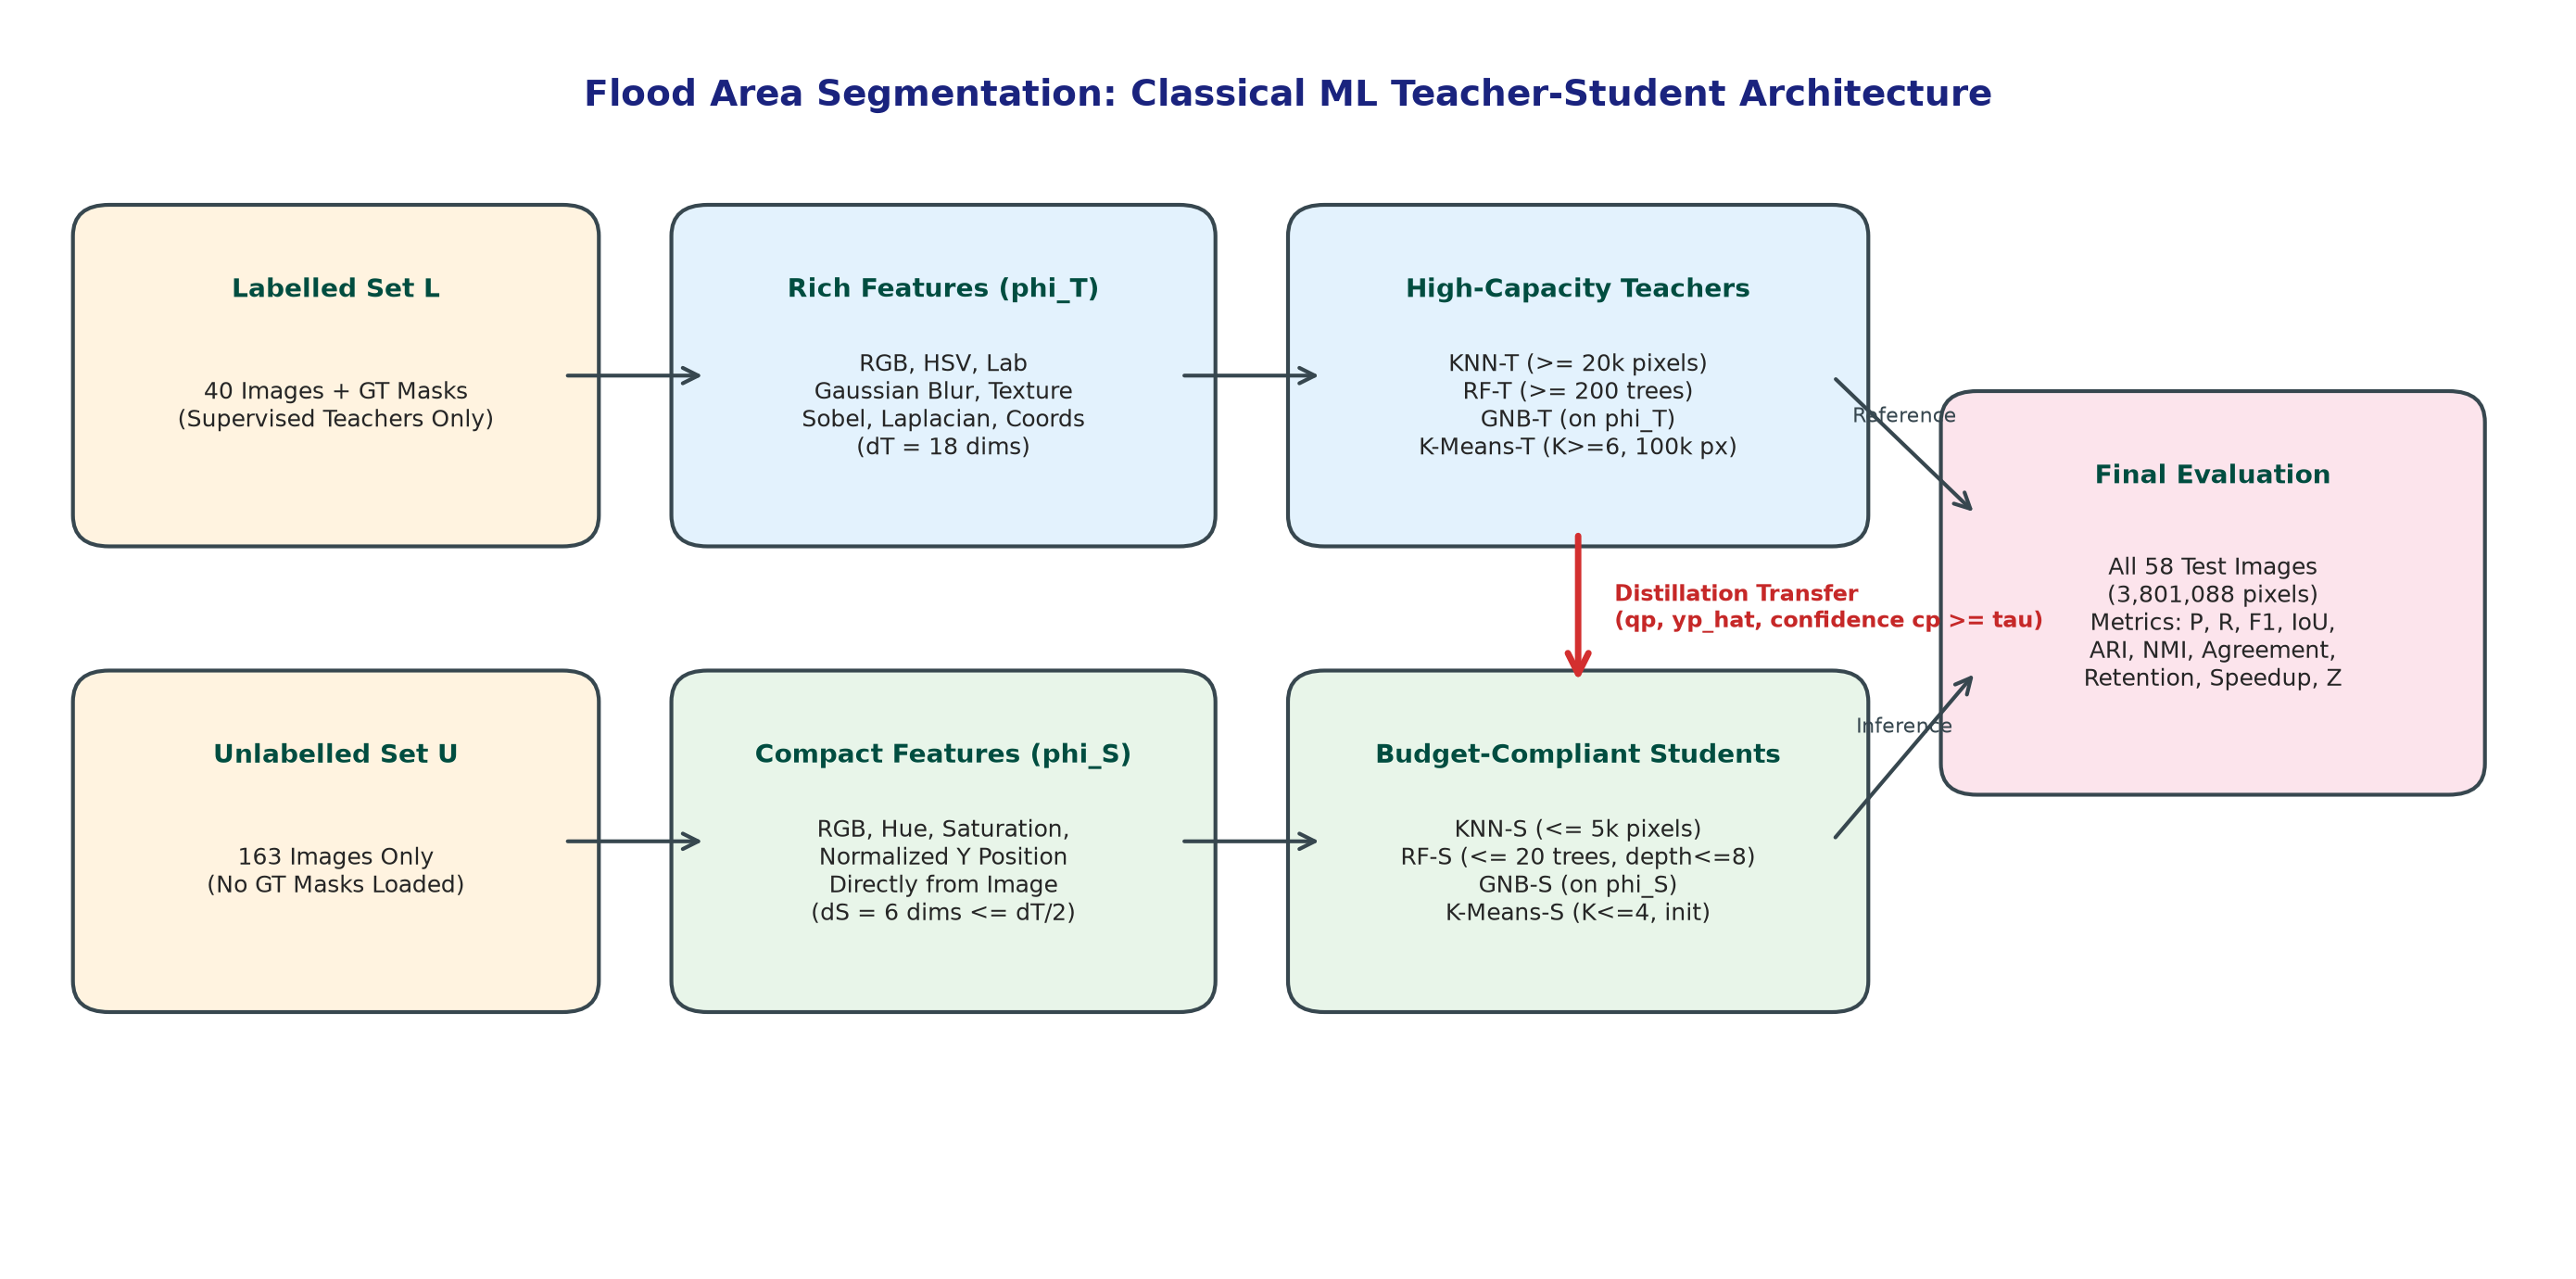 Flood Area Segmentation: Classical ML Teacher-Student Architecture
Labelled Set L
40 Images + GT Masks
(Supervised Teachers Only)
Rich Features (phi_T)
RGB, HSV, Lab
Gaussian Blur, Texture
Sobel, Laplacian, Coords
(dT = 18 dims)
High-Capacity Teachers
KNN-T (>= 20k pixels)
RF-T (>= 200 trees)
GNB-T (on phi_T)
K-Means-T (K>=6, 100k px)
Reference
Distillation Transfer
(qp, yp_hat, confidence cp >= tau)
Unlabelled Set U
163 Images Only
(No GT Masks Loaded)
Compact Features (phi_S)
RGB, Hue, Saturation,
Normalized Y Position
Directly from Image
(dS = 6 dims <= dT/2)
Budget-Compliant Students
KNN-S (<= 5k pixels)
RF-S (<= 20 trees, depth<=8)
GNB-S (on phi_S)
K-Means-S (K<=4, init)
Inference
Final Evaluation
All 58 Test Images
(3,801,088 pixels)
Metrics: P, R, F1, IoU,
ARI, NMI, Agreement,
Retention, Speedup, Z